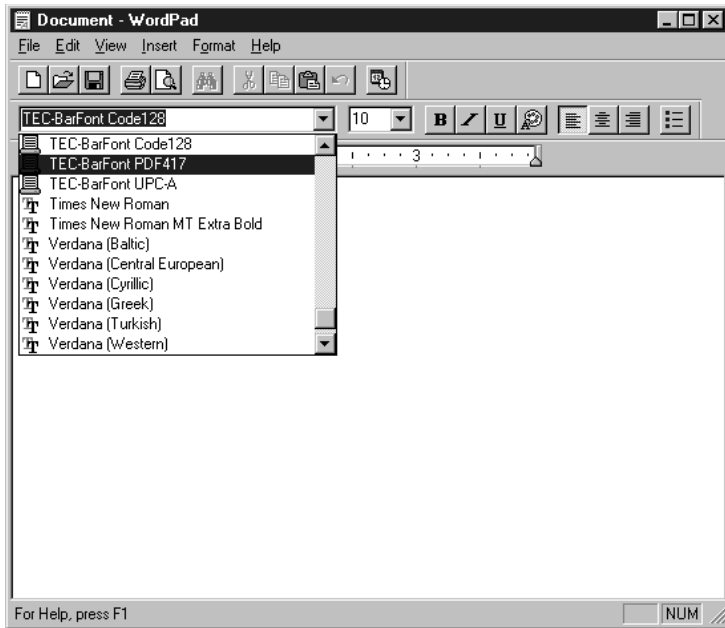 Document - WordPad
File Edit View Insert Format Help
TEC-BarFont Code128 10 B I U
TEC-BarFont Code128
TEC-BarFont PDF417
3
TEC-BarFont UPC-A
Times New Roman
Times New Roman MT Extra Bold
Verdana (Baltic)
Verdana (Central European)
Verdana (Cyrillic)
Verdana (Greek)
Verdana (Turkish)
Verdana (Western)
For Help, press F1 NUM